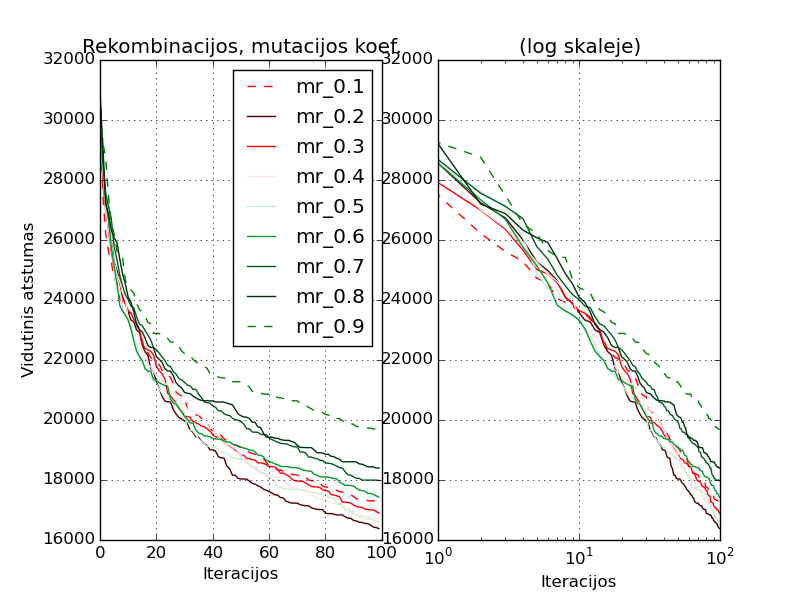 Rekombinacijos, mutacijos koef.
(log skaleje)
32000
30000
28000
26000
24000
22000
20000
18000
16000
Vidutinis atstumas
mr_0.1
mr_0.2
mr_0.3
mr_0.4
mr_0.5
mr_0.6
mr_0.7
mr_0.8
mr_0.9
0 20 40 60 80 100
Iteracijos
32000
30000
28000
26000
24000
22000
20000
18000
16000
10^0 10^1 10^2
Iteracijos